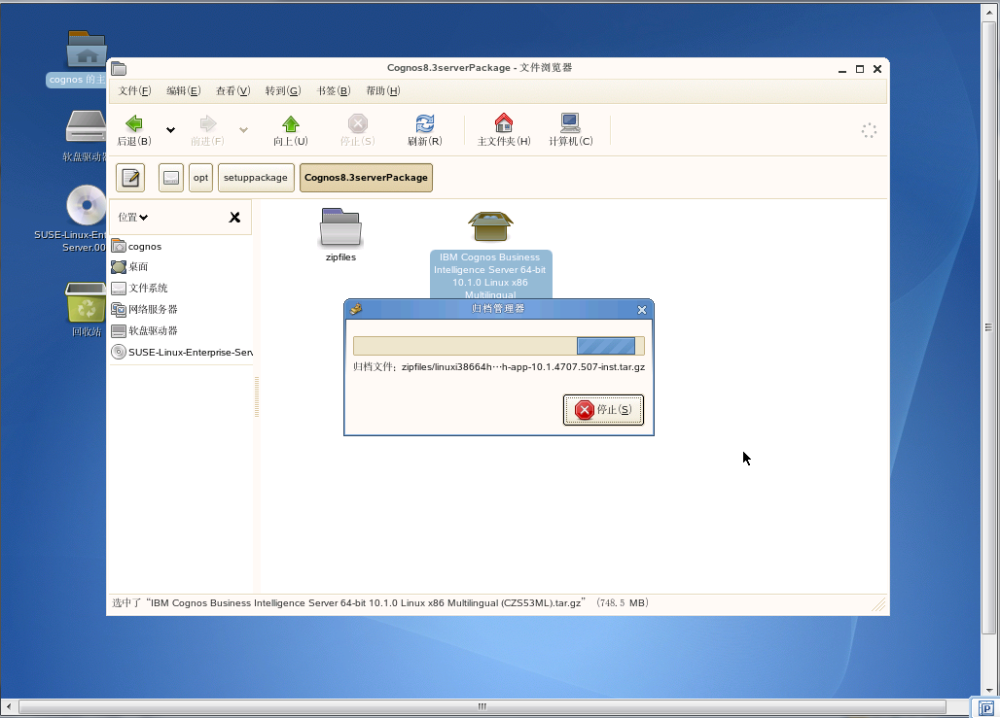 Cognos8.3serverPackage - 文件浏览器
文件(F) 编辑(E) 查看(V) 转到(G) 书签(B) 帮助(H)
后退(B) 前进(F) 向上(U) 停止(S) 刷新(R) 主文件夹(H) 计算机(C)
opt setuppackage Cognos8.3serverPackage
cognos 的主
软盘驱动器
SUSE-Linux-Ent
Server.00
回收站
位置
cognos
桌面
文件系统
网络服务器
软盘驱动器
SUSE-Linux-Enterprise-Serv
zipfiles
IBM Cognos Business
Intelligence Server 64-bit
10.1.0 Linux x86
Multilingual
归档管理器
归档文件: zipfiles/linuxi38664h···h-app-10.1.4707.507-inst.tar.gz
停止(S)
选中了“IBM Cognos Business Intelligence Server 64-bit 10.1.0 Linux x86 Multilingual (CZS53ML).tar.gz” (748.5 MB)